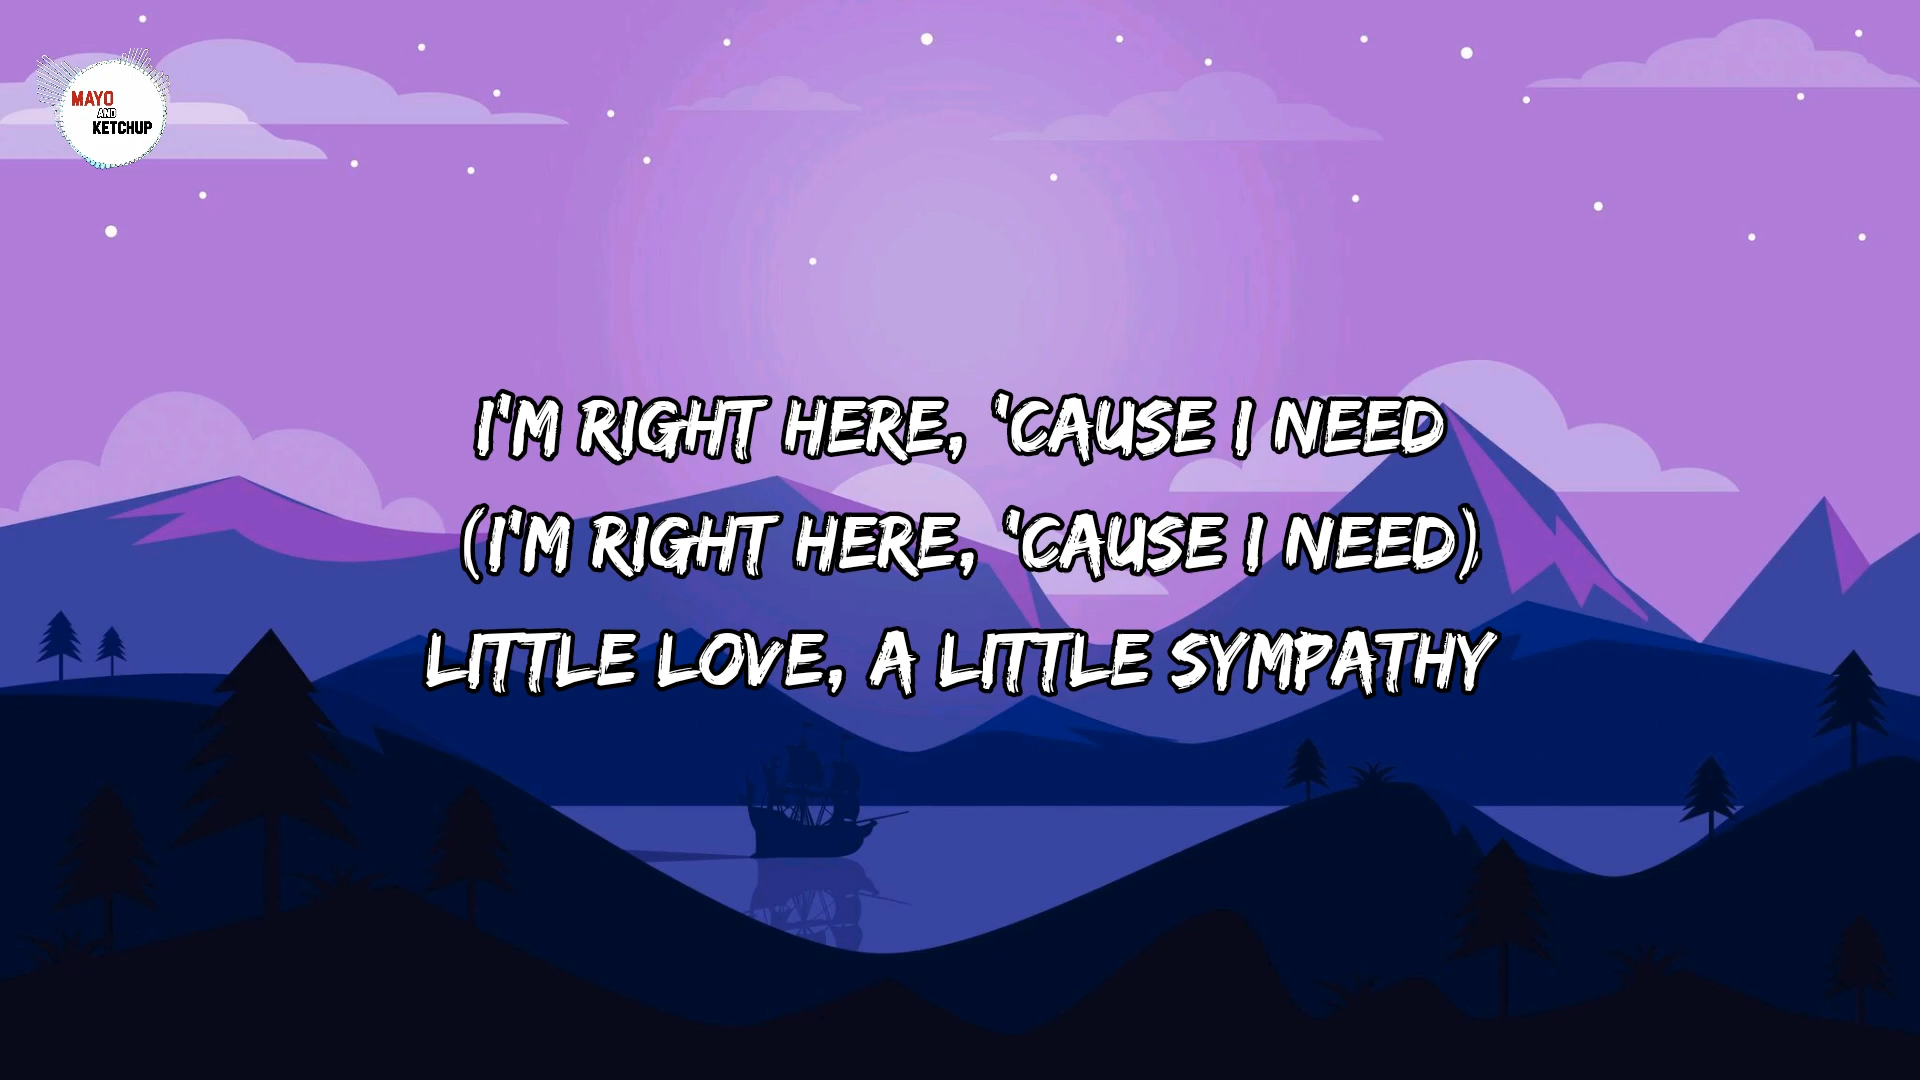 MAYO
AND
KETCHUP
I'M RIGHT HERE, 'CAUSE I NEED
(I'M RIGHT HERE, 'CAUSE I NEED)
LITTLE LOVE, A LITTLE SYMPATHY